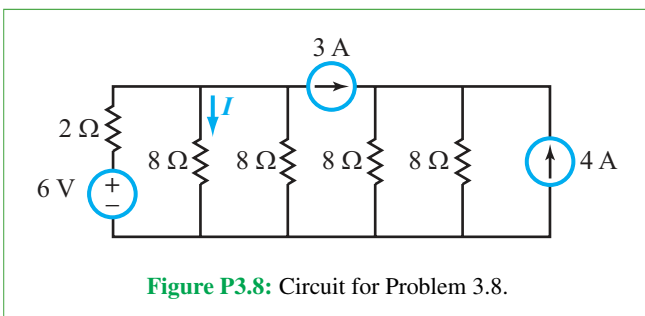 3 A
I
2 Ω
8 Ω 8 Ω 8 Ω 8 Ω 4 A
6 V
+
−
Figure P3.8: Circuit for Problem 3.8.